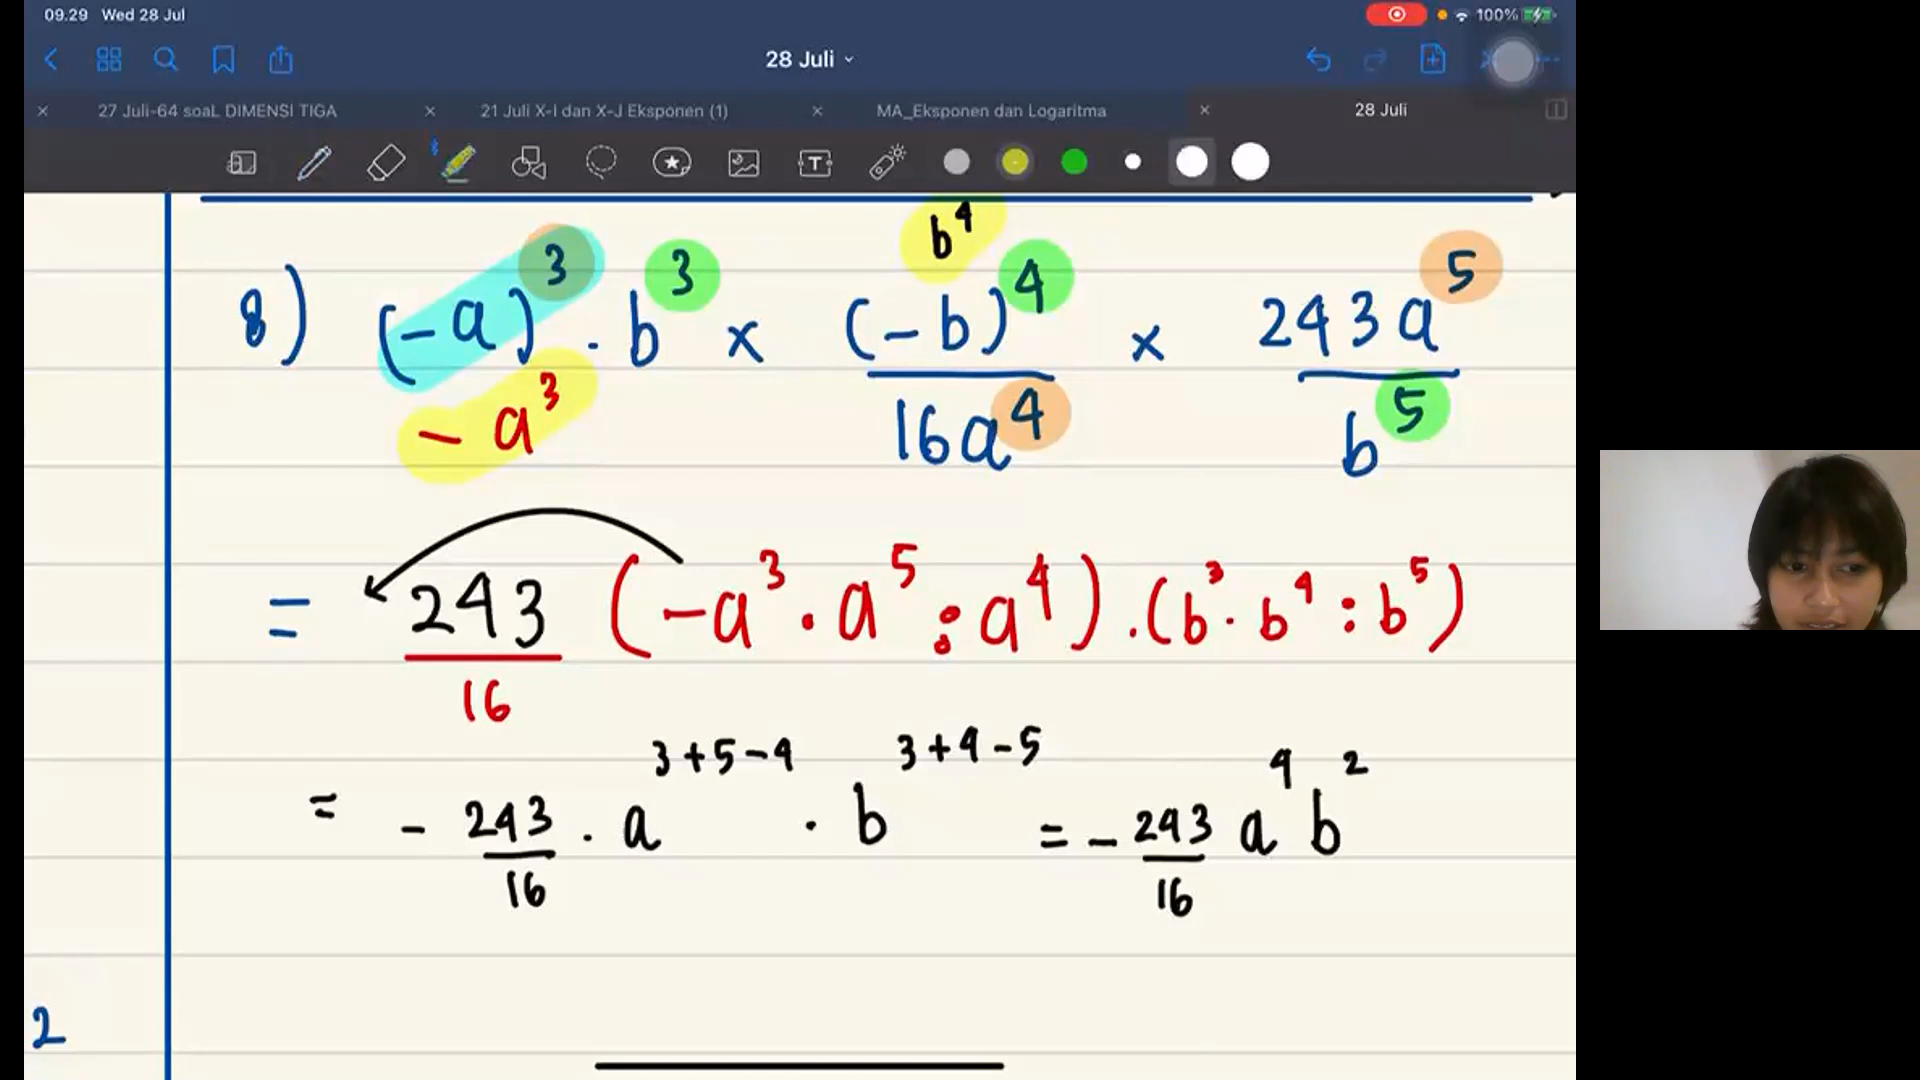 09.29 Wed 28 Jul
100%
28 Juli
27 Juli-64 soaL DIMENSI TIGA
21 Juli X-I dan X-J Eksponen (1)
MA_Eksponen dan Logaritma
28 Juli
b⁴
8) (-a)³ . b³ x (-b)⁴/16a⁴ x 243a⁵/b⁵
-a³
= 243/16 (-a³ . a⁵ : a⁴) . (b³ . b⁴ : b⁵)
= - 243/16 . a^(3+5-4) . b^(3+4-5) = - 243/16 a⁴ b²
2